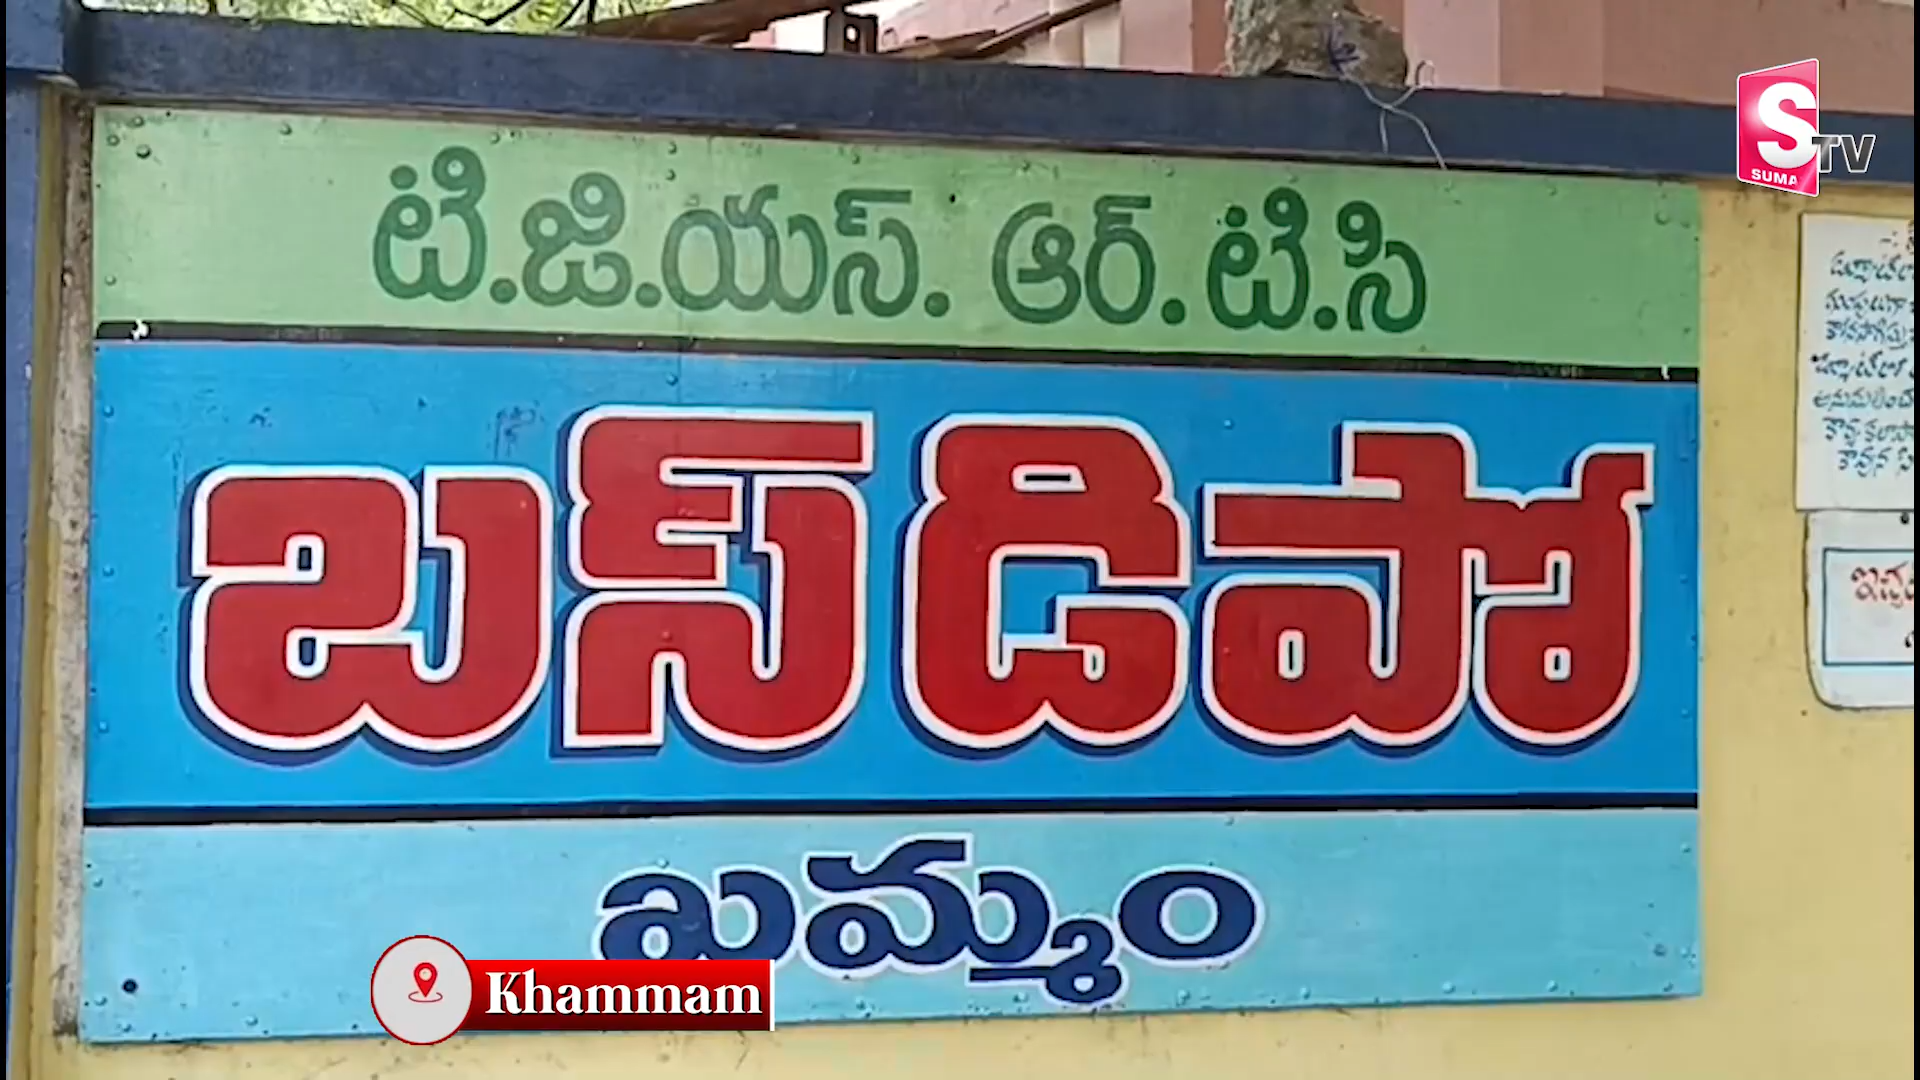 టి.జి.యస్. ఆర్.టి.సి
బస్ డిపో
ఖమ్మం
Khammam
S TV
SUMA